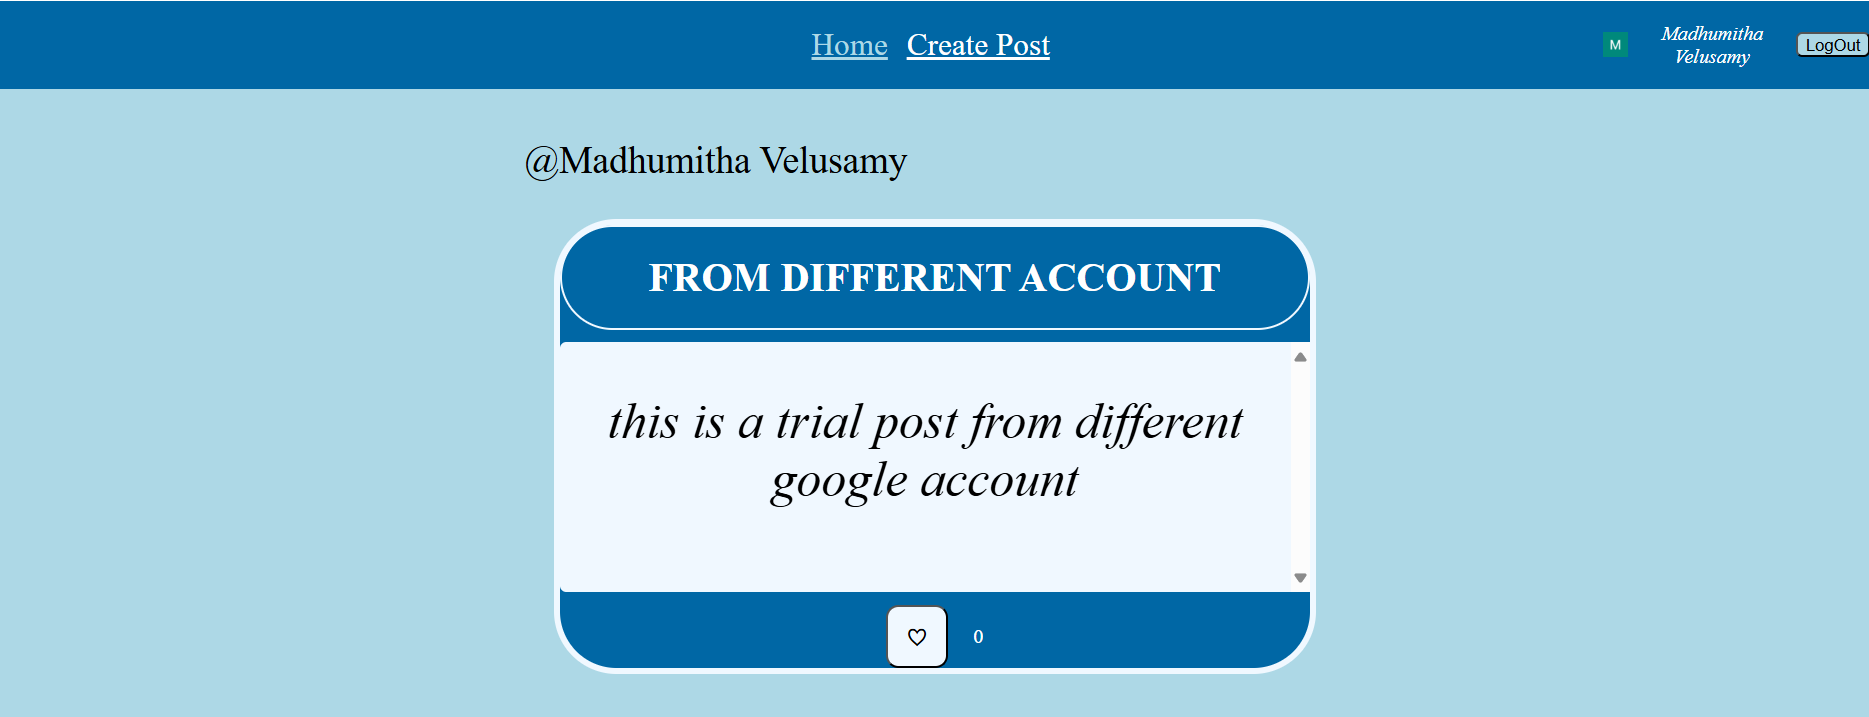 Home Create Post
M
Madhumitha
Velusamy
LogOut
@Madhumitha Velusamy
FROM DIFFERENT ACCOUNT
this is a trial post from different
google account
0